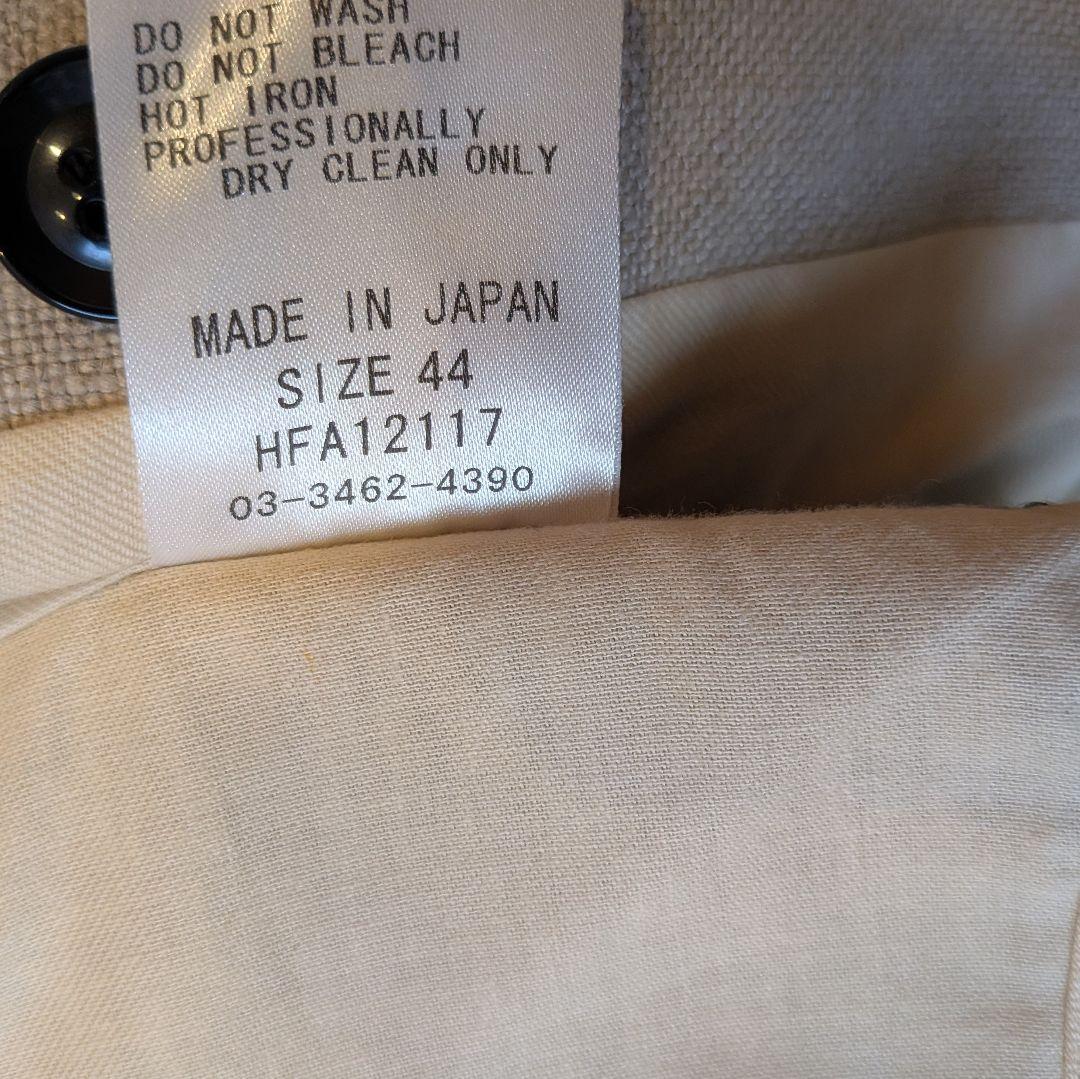 DO NOT WASH
DO NOT BLEACH
HOT IRON
PROFESSIONALLY
DRY CLEAN ONLY
MADE IN JAPAN
SIZE 44
HFA12117
03-3462-4390